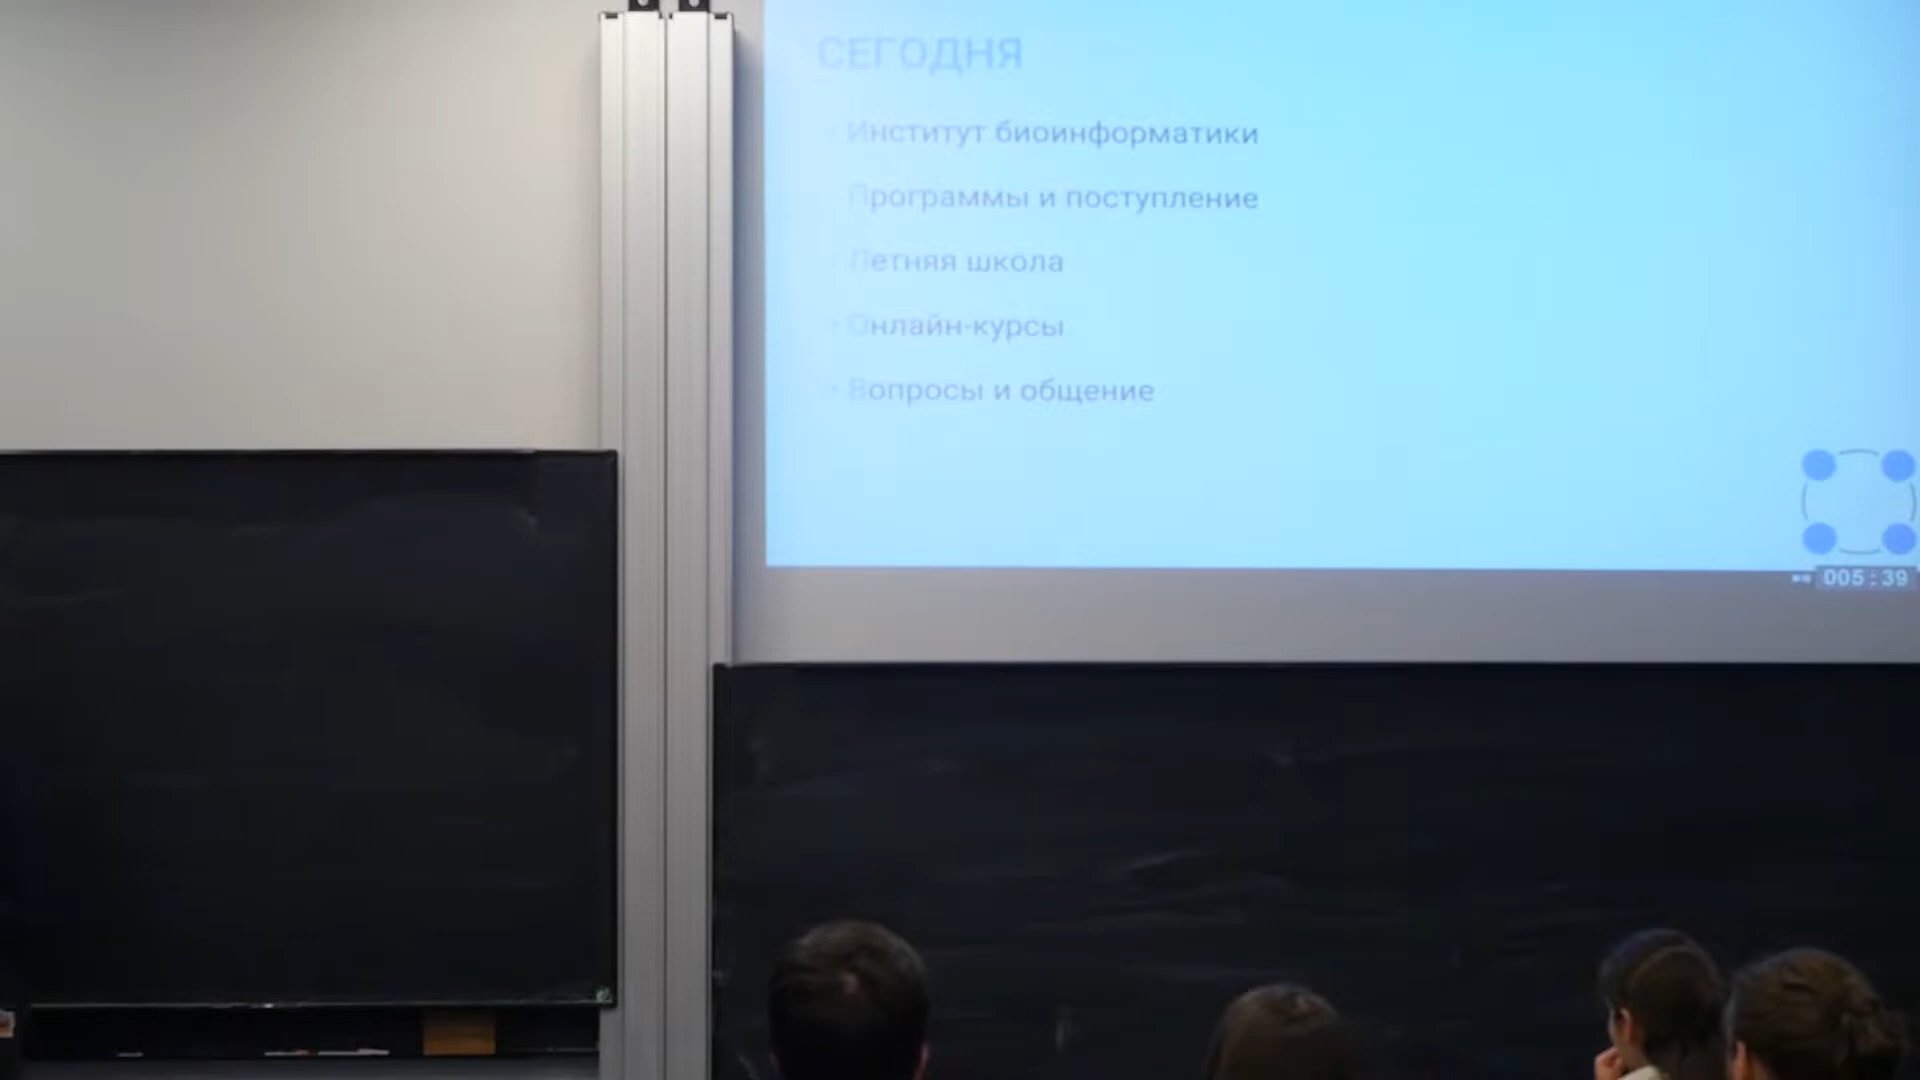 СЕГОДНЯ
• Институт биоинформатики
• Программы и поступление
• Летняя школа
• Онлайн-курсы
• Вопросы и общение
005:39